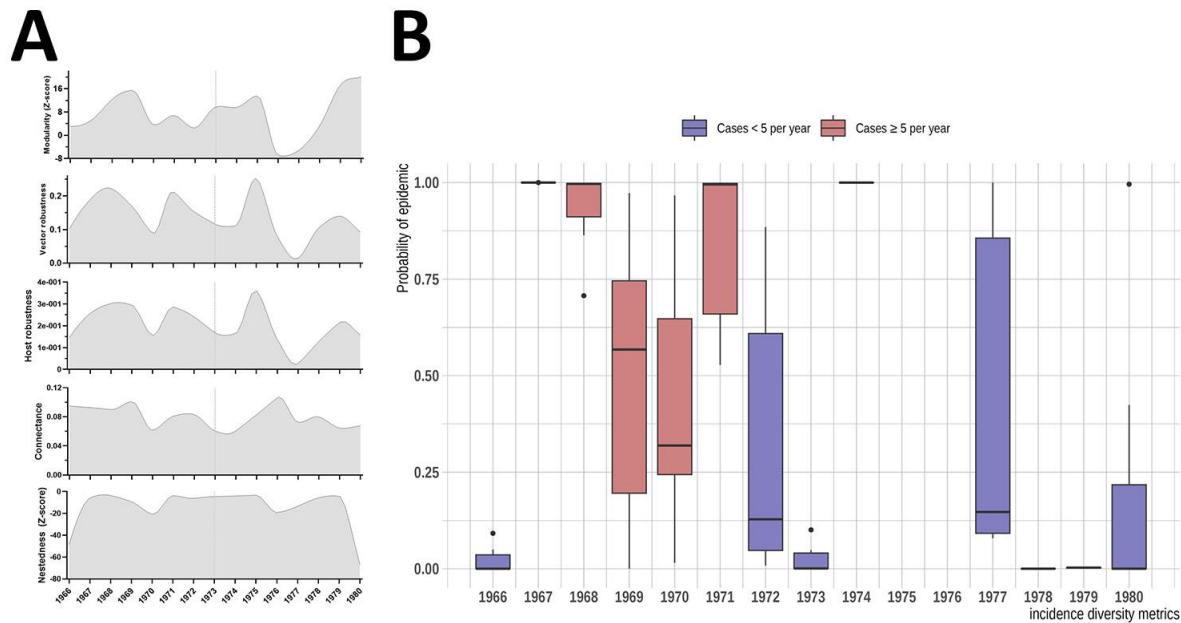 A
B
Modularity (Z-score)
16
8
0
-8
Vector robustness
0.2
0.1
0.0
Host robustness
4e-001
3e-001
2e-001
1e-001
0
Connectance
0.12
0.08
0.04
0.00
Nestedness (Z-score)
0
-20
-40
-60
-80
1966 1967 1968 1969 1970 1971 1972 1973 1974 1975 1976 1977 1978 1979 1980
Cases < 5 per year Cases ≥ 5 per year
Probability of epidemic
1.00
0.75
0.50
0.25
0.00
1966 1967 1968 1969 1970 1971 1972 1973 1974 1975 1976 1977 1978 1979 1980
incidence diversity metrics